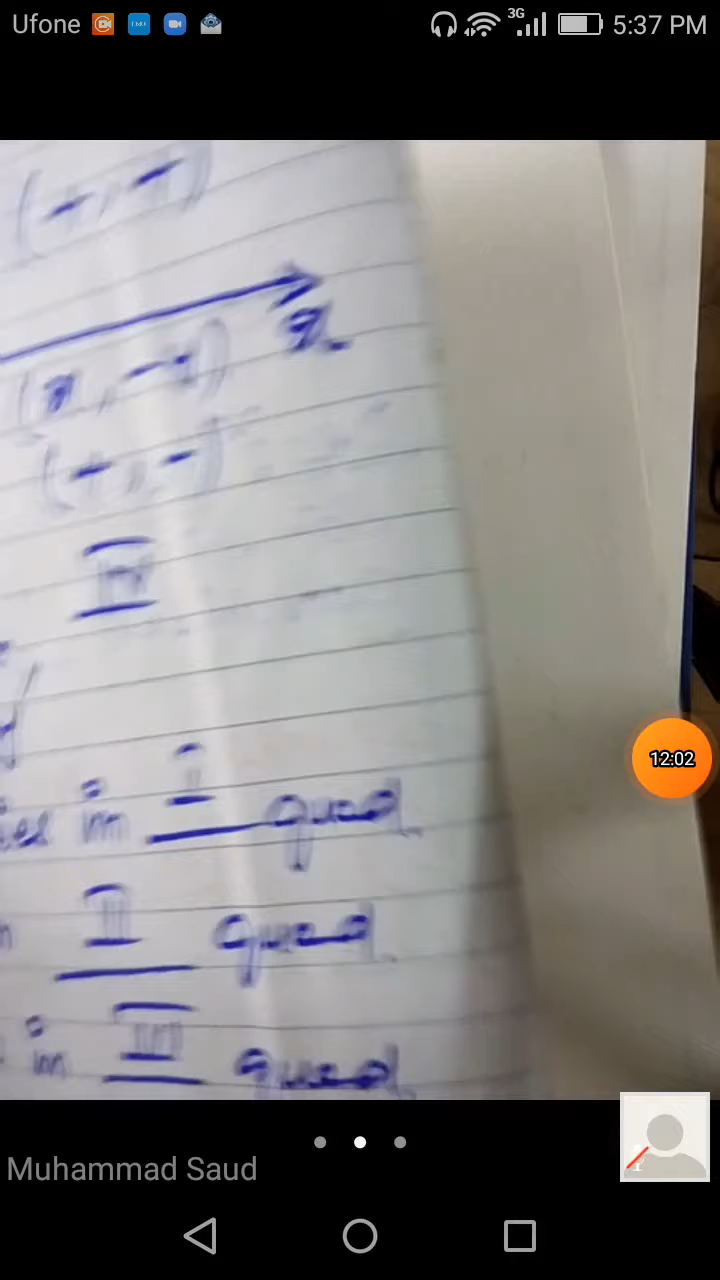 Ufone 3G 5:37 PM
(+, +)
x
(x, -y)
(+, -)
IV
in I quad.
II quad.
in III quad.
12:02
Muhammad Saud